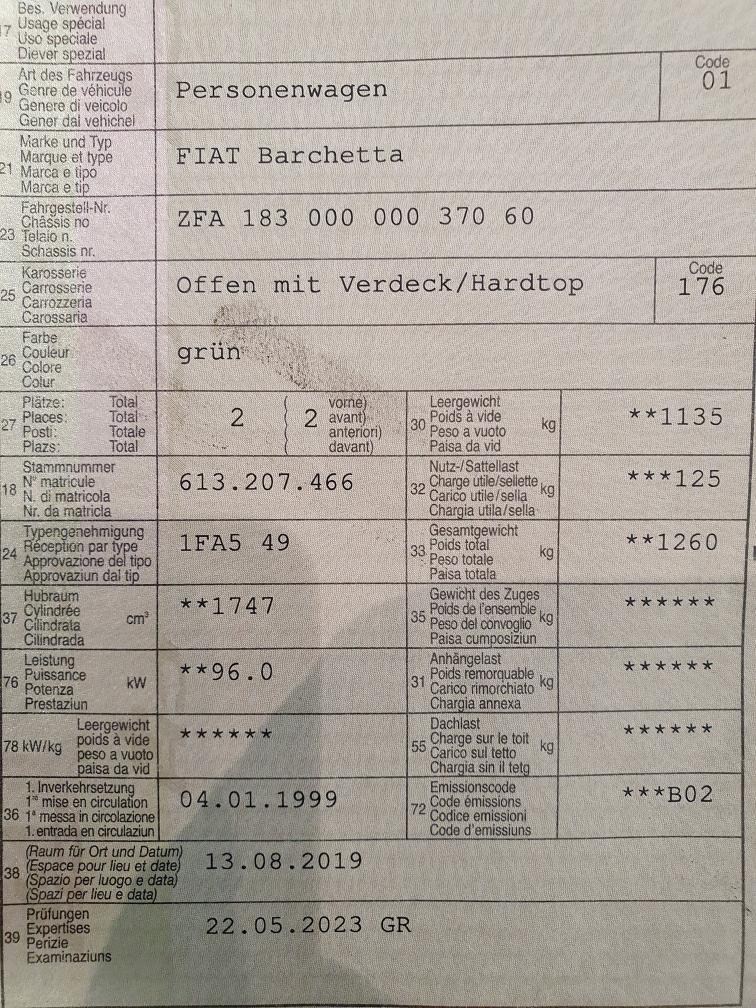 Bes. Verwendung
17 Usage spécial
Uso speciale
Diever spezial
Art des Fahrzeugs
19 Genre de véhicule
Genere di veicolo
Gener dal vehichel
Personenwagen
Code
01
Marke und Typ
21 Marque et type
Marca e tipo
Marca e tip
FIAT Barchetta
Fahrgestell-Nr.
23 Châssis no
Telaio n.
Schassis nr.
ZFA 183 000 000 370 60
Karosserie
25 Carrosserie
Carrozzeria
Carossaria
Offen mit Verdeck/Hardtop
Code
176
Farbe
26 Couleur
Colore
Colur
grün
Plätze: Total
27 Places: Total
Posti: Totale
Plazs: Total
2 ( 2 vorne)
avant)
anteriori)
davant)
Leergewicht
30 Poids à vide kg
Peso a vuoto
Paisa da vid
**1135
Stammnummer
18 N° matricule
N. di matricola
Nr. da matricla
613.207.466
Nutz-/Sattellast
32 Charge utile/sellette kg
Carico utile/sella
Chargia utila/sella
***125
Typengenehmigung
24 Réception par type
Approvazione del tipo
Approvaziun dal tip
1FA5 49
Gesamtgewicht
33 Poids total kg
Peso totale
Paisa totala
**1260
Hubraum
37 Cylindrée cm³
Cilindrata
Cilindrada
**1747
Gewicht des Zuges
35 Poids de l'ensemble kg
Peso del convoglio
Paisa cumposiziun
******
Leistung
76 Puissance kW
Potenza
Prestaziun
**96.0
Anhängelast
31 Poids remorquable kg
Carico rimorchiato
Chargia annexa
******
Leergewicht
78 kW/kg poids à vide
peso a vuoto
paisa da vid
******
Dachlast
55 Charge sur le toit kg
Carico sul tetto
Chargia sin il tetg
******
1. Inverkehrsetzung
36 1re mise en circulation
1a messa in circolazione
1. entrada en circulaziun
04.01.1999
Emissionscode
72 Code émissions
Codice emissioni
Code d'emissiuns
***B02
(Raum für Ort und Datum)
38 (Espace pour lieu et date)
(Spazio per luogo e data)
(Spazi per lieu e data)
13.08.2019
Prüfungen
39 Expertises
Perizie
Examinaziuns
22.05.2023 GR